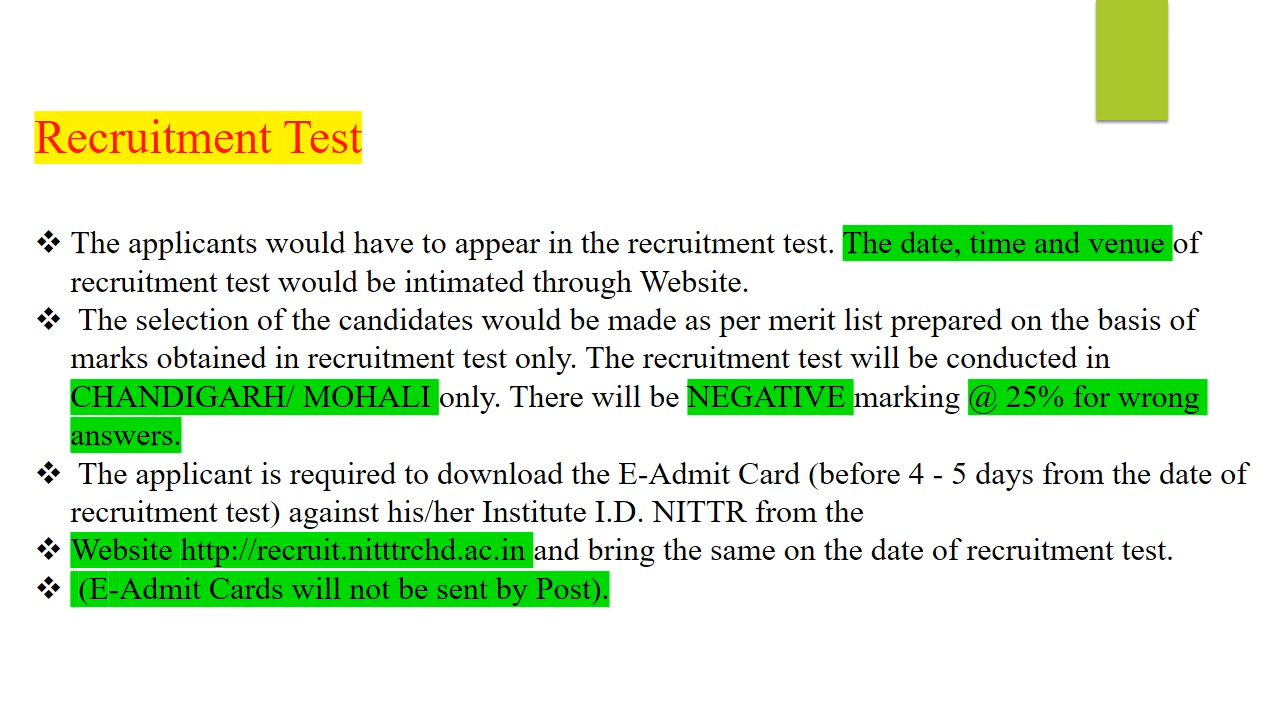 Recruitment Test
❖ The applicants would have to appear in the recruitment test. The date, time and venue of
recruitment test would be intimated through Website.
❖ The selection of the candidates would be made as per merit list prepared on the basis of
marks obtained in recruitment test only. The recruitment test will be conducted in
CHANDIGARH/ MOHALI only. There will be NEGATIVE marking @ 25% for wrong
answers.
❖ The applicant is required to download the E-Admit Card (before 4 - 5 days from the date of
recruitment test) against his/her Institute I.D. NITTR from the
❖ Website http://recruit.nitttrchd.ac.in and bring the same on the date of recruitment test.
❖ (E-Admit Cards will not be sent by Post).